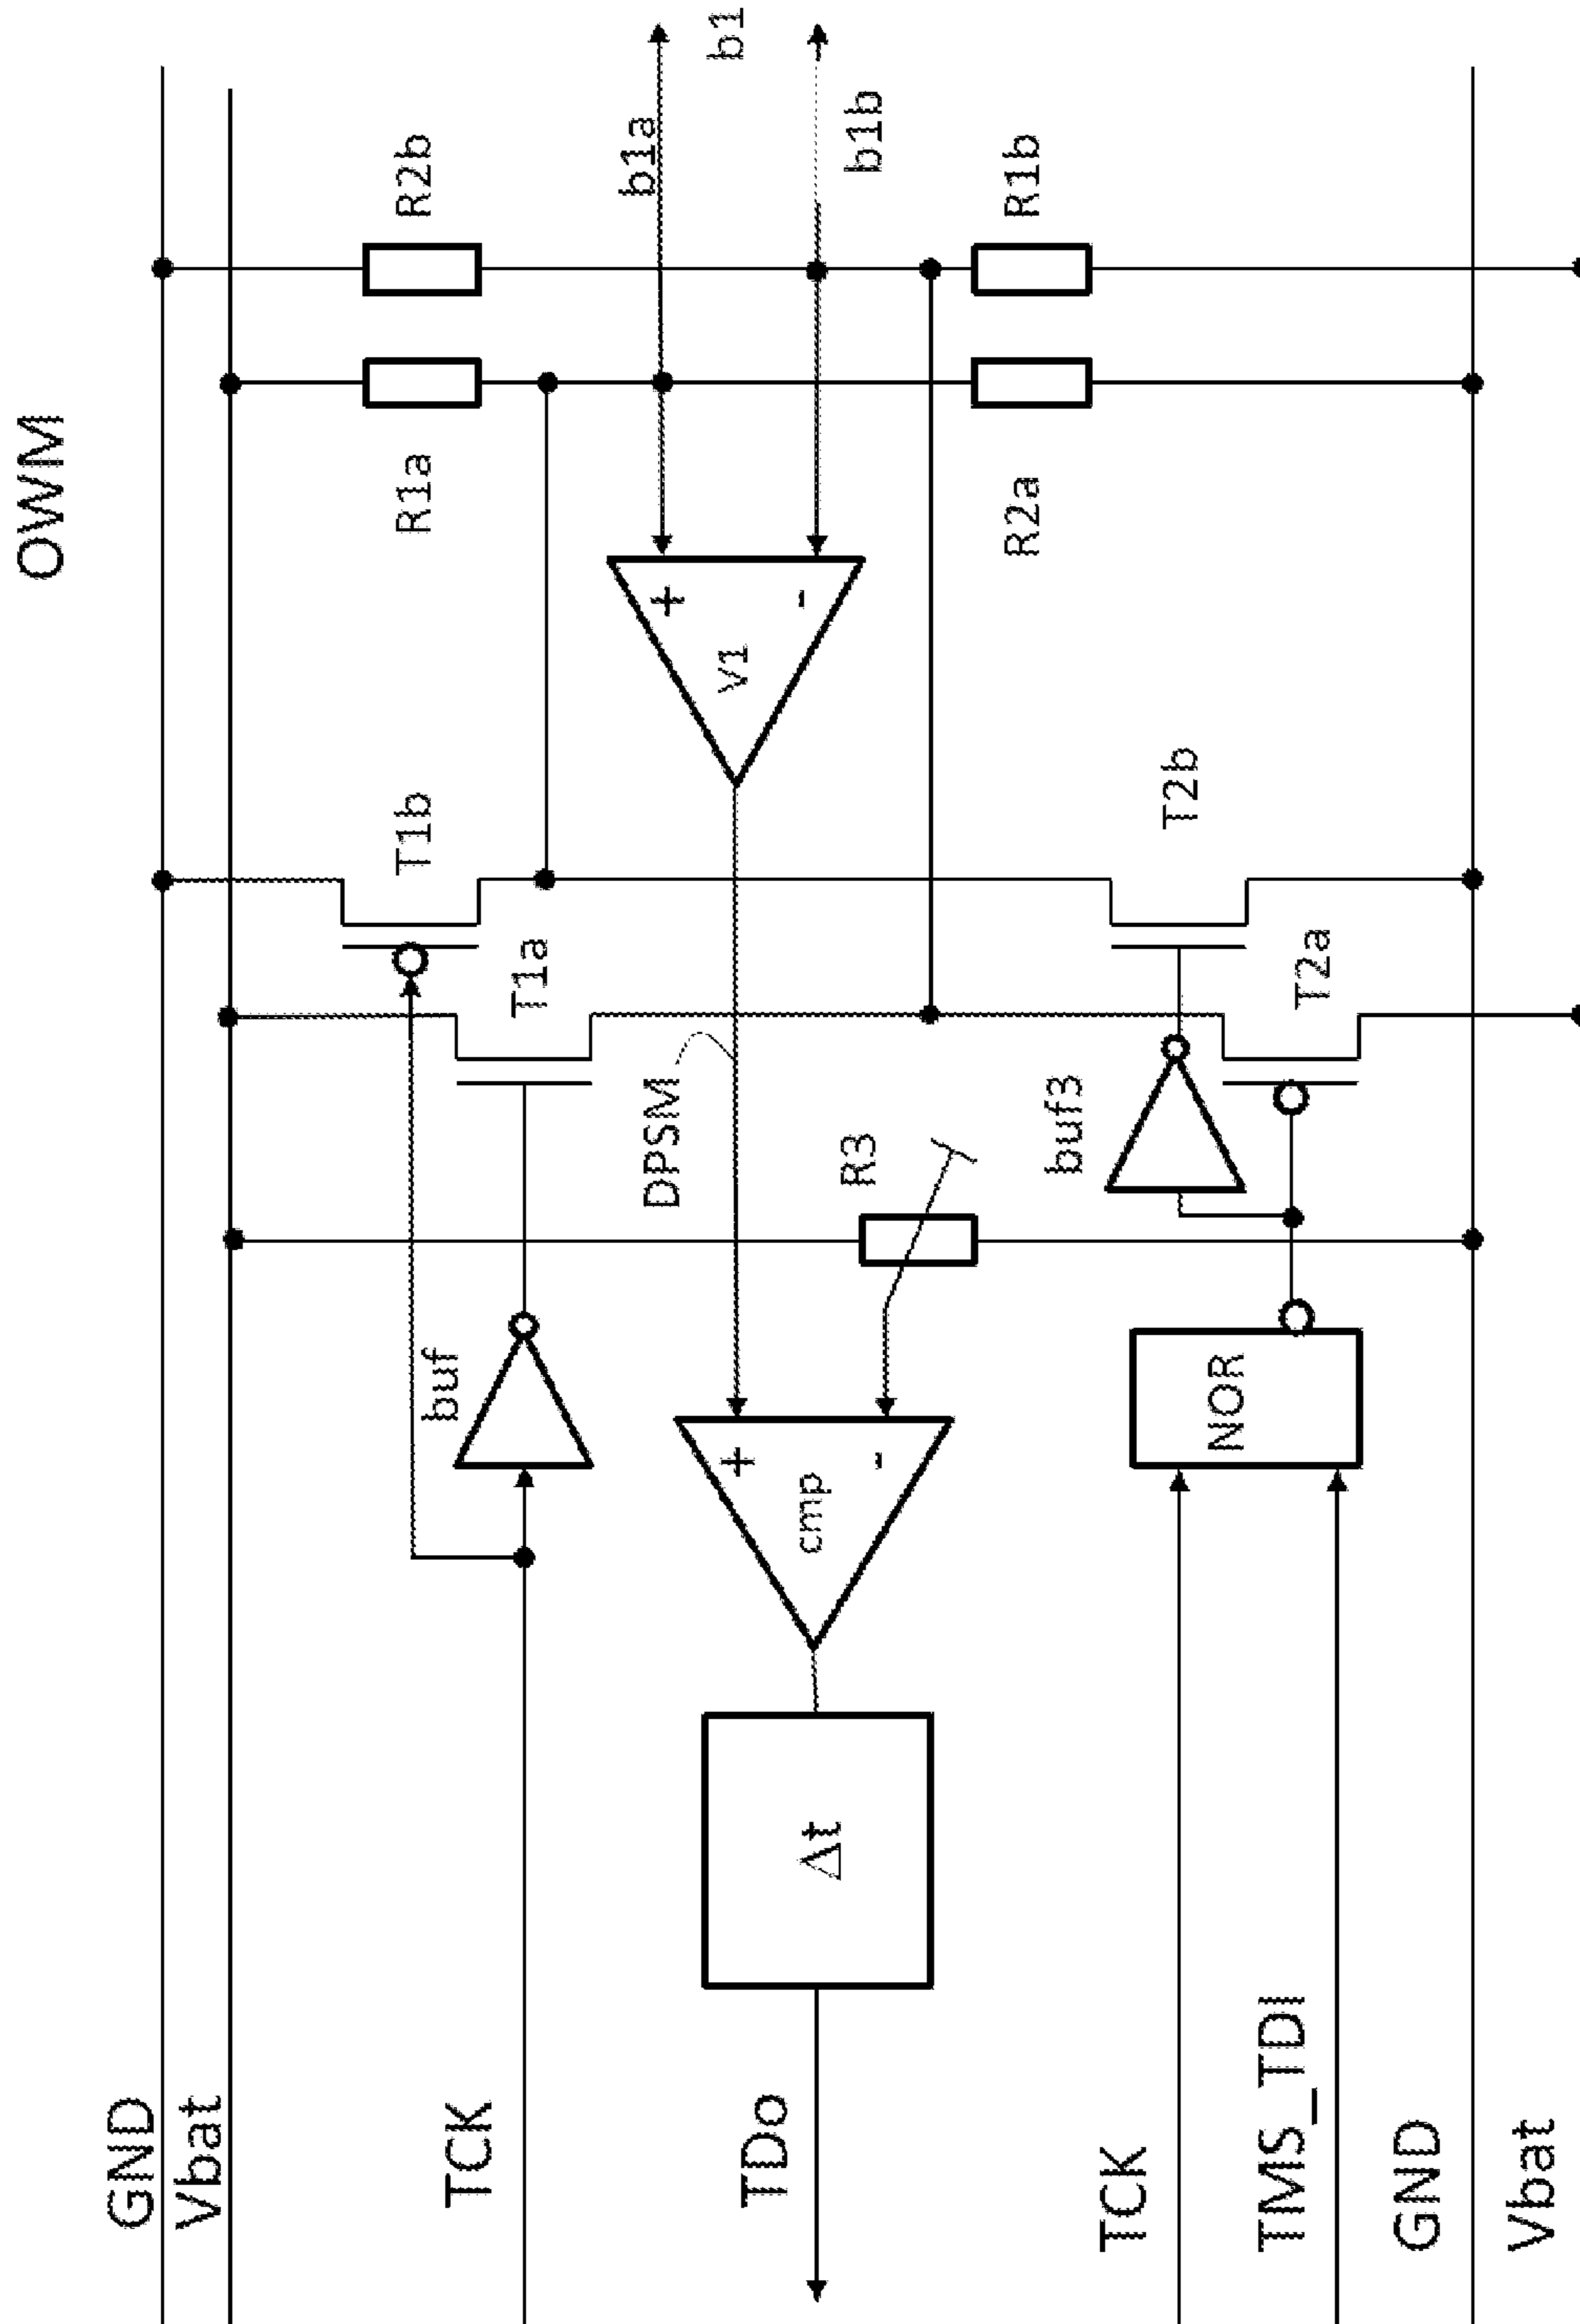 OWM
GND
Vbat
TCK
TDo
TCK
TMS_TDI
GND
Vbat
buf
T1a
T1b
R1a
R2b
b1a
b1
b1b
DPSM
V1
+
-
cmp
+
-
Δt
R3
NOR
buf3
T2a
T2b
R2a
R1b